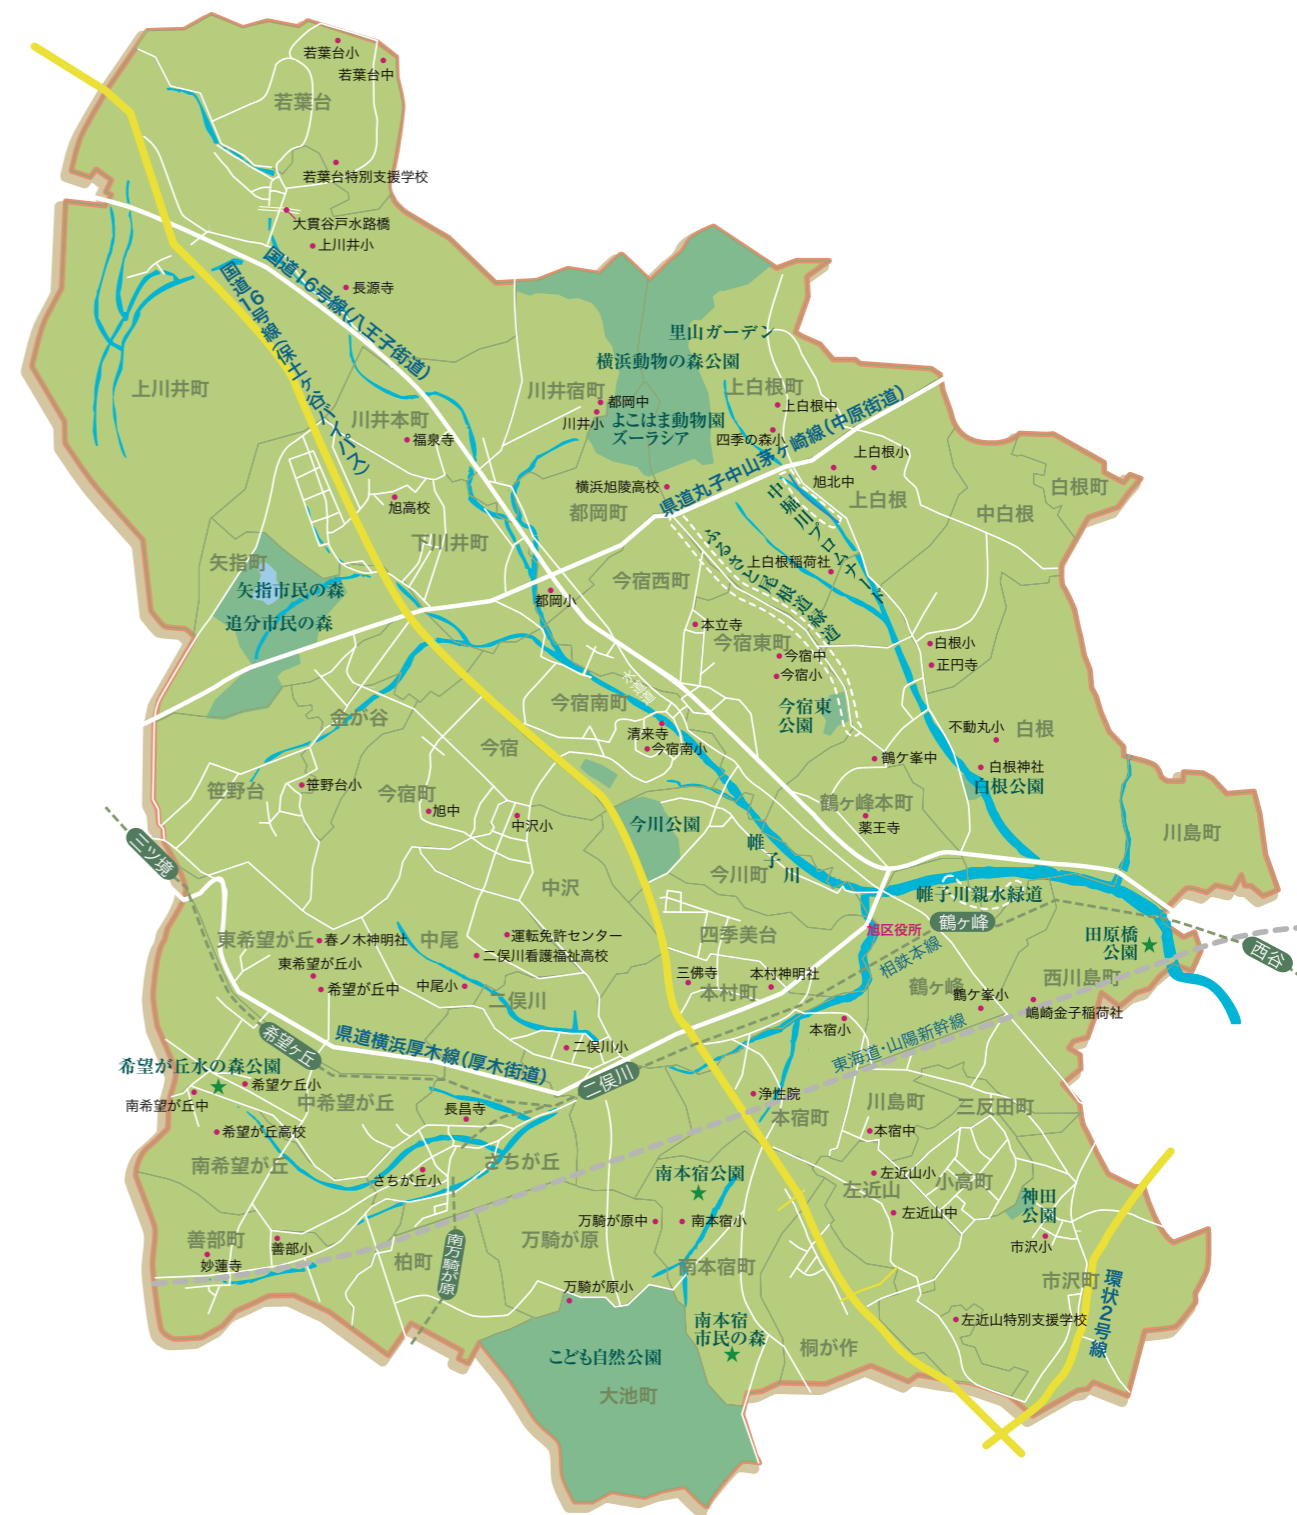 若葉台小
若葉台中
若葉台
若葉台特別支援学校
大貫谷戸水路橋
上川井小
国道16号線(八王子街道)
国道16号線(保土ヶ谷バイパス)
長源寺
里山ガーデン
横浜動物の森公園
上川井町
川井宿町
上白根町
都岡中
上白根中
川井本町
川井小
よこはま動物園
ズーラシア
県道丸子中山茅ヶ崎線(中原街道)
福泉寺
四季の森小
上白根小
旭北中
横浜旭陵高校
白根町
旭高校
中堀川プロムナード
上白根
都岡町
中白根
下川井町
ふるさと尾根道緑道
矢指町
上白根稲荷社
今宿西町
矢指市民の森
都岡小
追分市民の森
本立寺
今宿東町
白根小
今宿中
正円寺
今宿小
水道道
今宿南町
今宿東
公園
金が谷
清来寺
不動丸小
白根
今宿
今宿南小
鶴ケ峯中
白根神社
笹野台
笹野台小
今宿町
白根公園
旭中
鶴ヶ峰本町
中沢小
今川公園
薬王寺
川島町
三ツ境
帷子川
今川町
中沢
帷子川親水緑道
鶴ヶ峰
旭区役所
東希望が丘
春ノ木神明社
中尾
運転免許センター
四季美台
田原橋
公園
二俣川看護福祉高校
相鉄本線
西谷
東希望が丘小
三佛寺
本村神明社
西川島町
希望が丘中
中尾小
本村町
鶴ヶ峰
鶴ケ峯小
二俣川
嶋崎金子稲荷社
本宿小
希望ヶ丘
県道横浜厚木線(厚木街道)
二俣川小
東海道・山陽新幹線
希望が丘水の森公園
希望ケ丘小
二俣川
浄性院
南希望が丘中
中希望が丘
長昌寺
川島町
三反田町
本宿町
希望が丘高校
本宿中
南希望が丘
さちが丘
さちが丘小
南本宿公園
左近山小
左近山
小高町
神田
公園
左近山中
万騎が原中
南本宿小
善部町
善部小
万騎が原
市沢小
妙蓮寺
柏町
南万騎が原
南本宿町
市沢町
環状2号線
万騎が原小
南本宿
市民の森
左近山特別支援学校
桐が作
こども自然公園
大池町